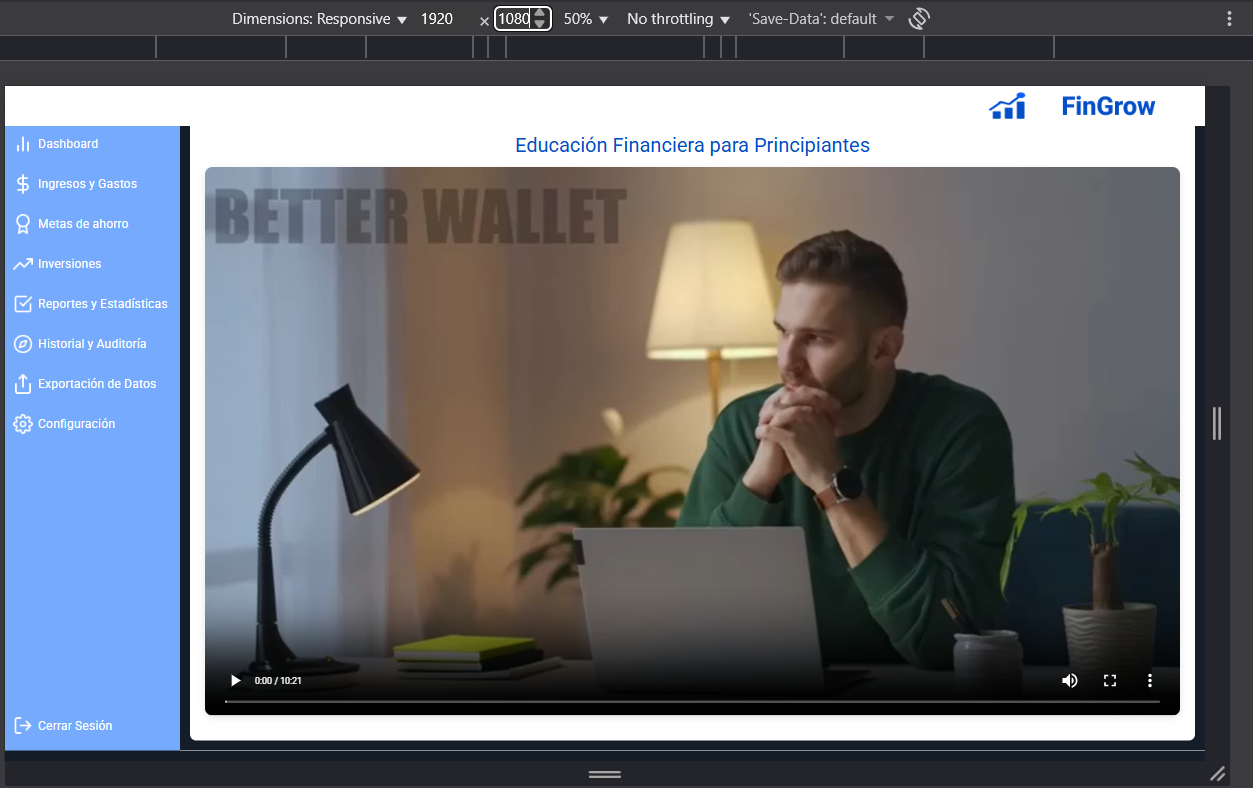 Dimensions: Responsive 1920 × 1080 50% No throttling 'Save-Data': default
FinGrow
Dashboard
Ingresos y Gastos
Metas de ahorro
Inversiones
Reportes y Estadísticas
Historial y Auditoría
Exportación de Datos
Configuración
Cerrar Sesión
Educación Financiera para Principiantes
BETTER WALLET
0:00 / 10:21